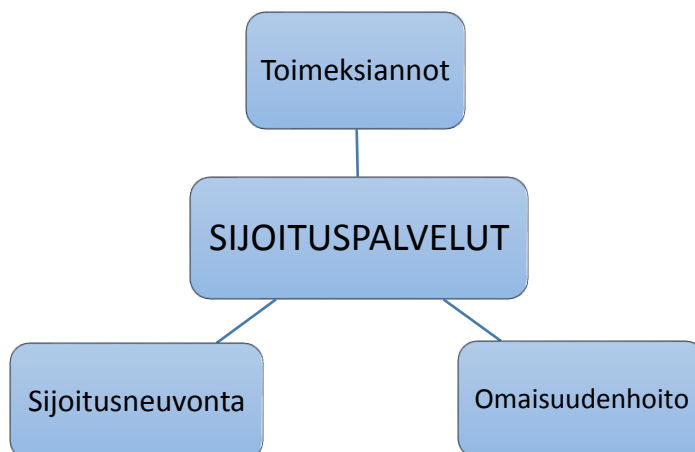 Toimeksiannot
SIJOITUSPALVELUT
Sijoitusneuvonta
Omaisuudenhoito